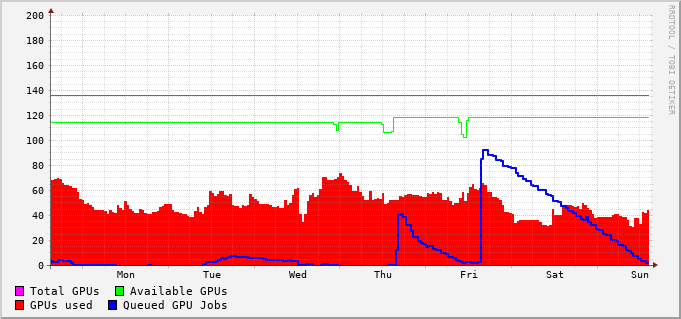 200
180
160
140
120
100
80
60
40
20
0
Mon Tue Wed Thu Fri Sat Sun
Total GPUs Available GPUs
GPUs used Queued GPU Jobs
RRDTOOL / TOBI OETIKER